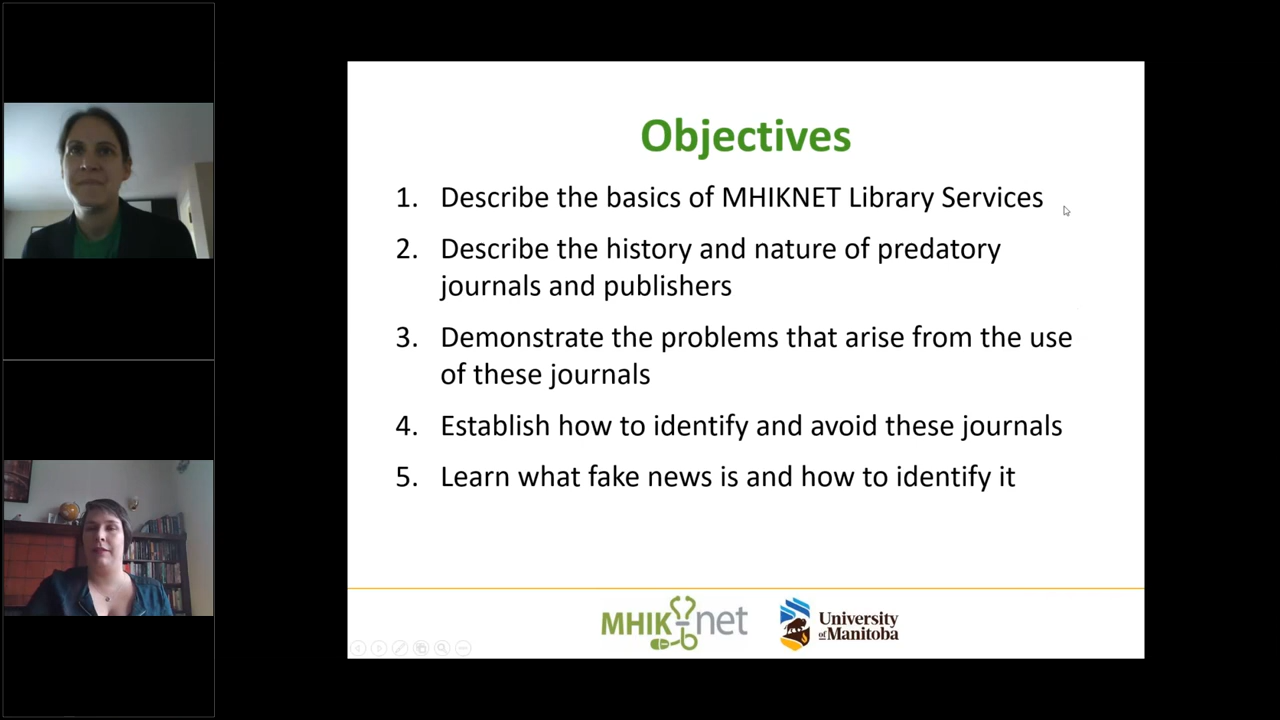 Objectives
1. Describe the basics of MHIKNET Library Services
2. Describe the history and nature of predatory
journals and publishers
3. Demonstrate the problems that arise from the use
of these journals
4. Establish how to identify and avoid these journals
5. Learn what fake news is and how to identify it
MHIKnet
University
of Manitoba